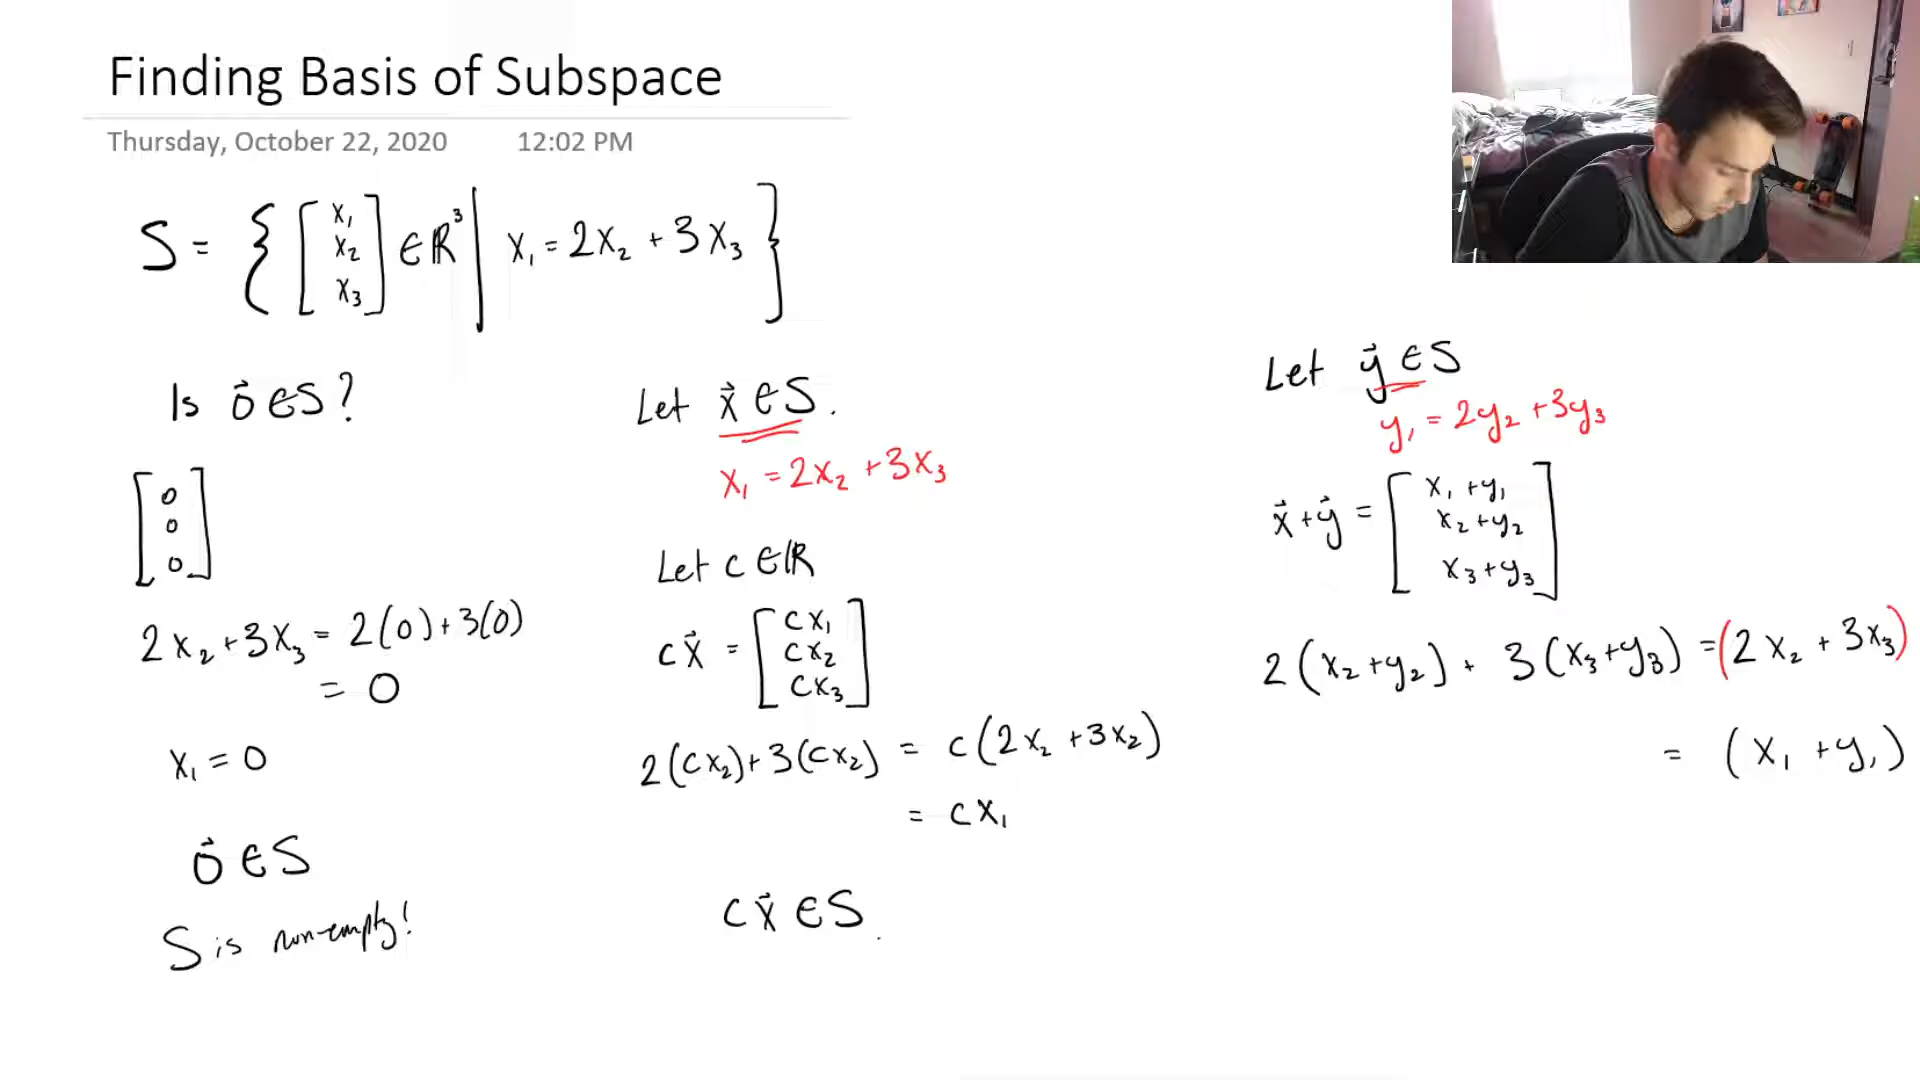 Finding Basis of Subspace
Thursday, October 22, 2020 12:02 PM
S = { [x₁ x₂ x₃] ∈ ℝ³ | x₁ = 2x₂ + 3x₃ }
Is 0⃗ ∈ S?
[0 0 0]
2x₂ + 3x₃ = 2(0) + 3(0)
= 0
x₁ = 0
0⃗ ∈ S
S is non-empty!
Let x⃗ ∈ S.
x₁ = 2x₂ + 3x₃
Let c ∈ ℝ
cx⃗ = [cx₁ cx₂ cx₃]
2(cx₂) + 3(cx₂) = c(2x₂ + 3x₂)
= cx₁
cx⃗ ∈ S.
Let y⃗ ∈ S
y₁ = 2y₂ + 3y₃
x⃗ + y⃗ = [x₁ + y₁ x₂ + y₂ x₃ + y₃]
2(x₂ + y₂) + 3(x₃ + y₃) = (2x₂ + 3x₃)
= (x₁ + y₁)